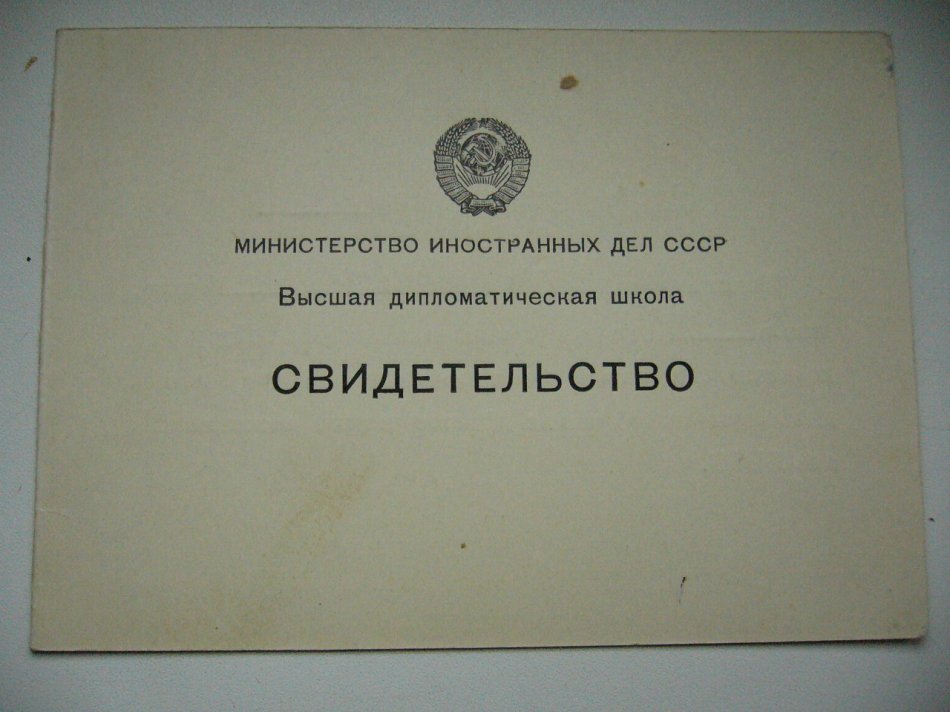 МИНИСТЕРСТВО ИНОСТРАННЫХ ДЕЛ СССР
Высшая дипломатическая школа
СВИДЕТЕЛЬСТВО